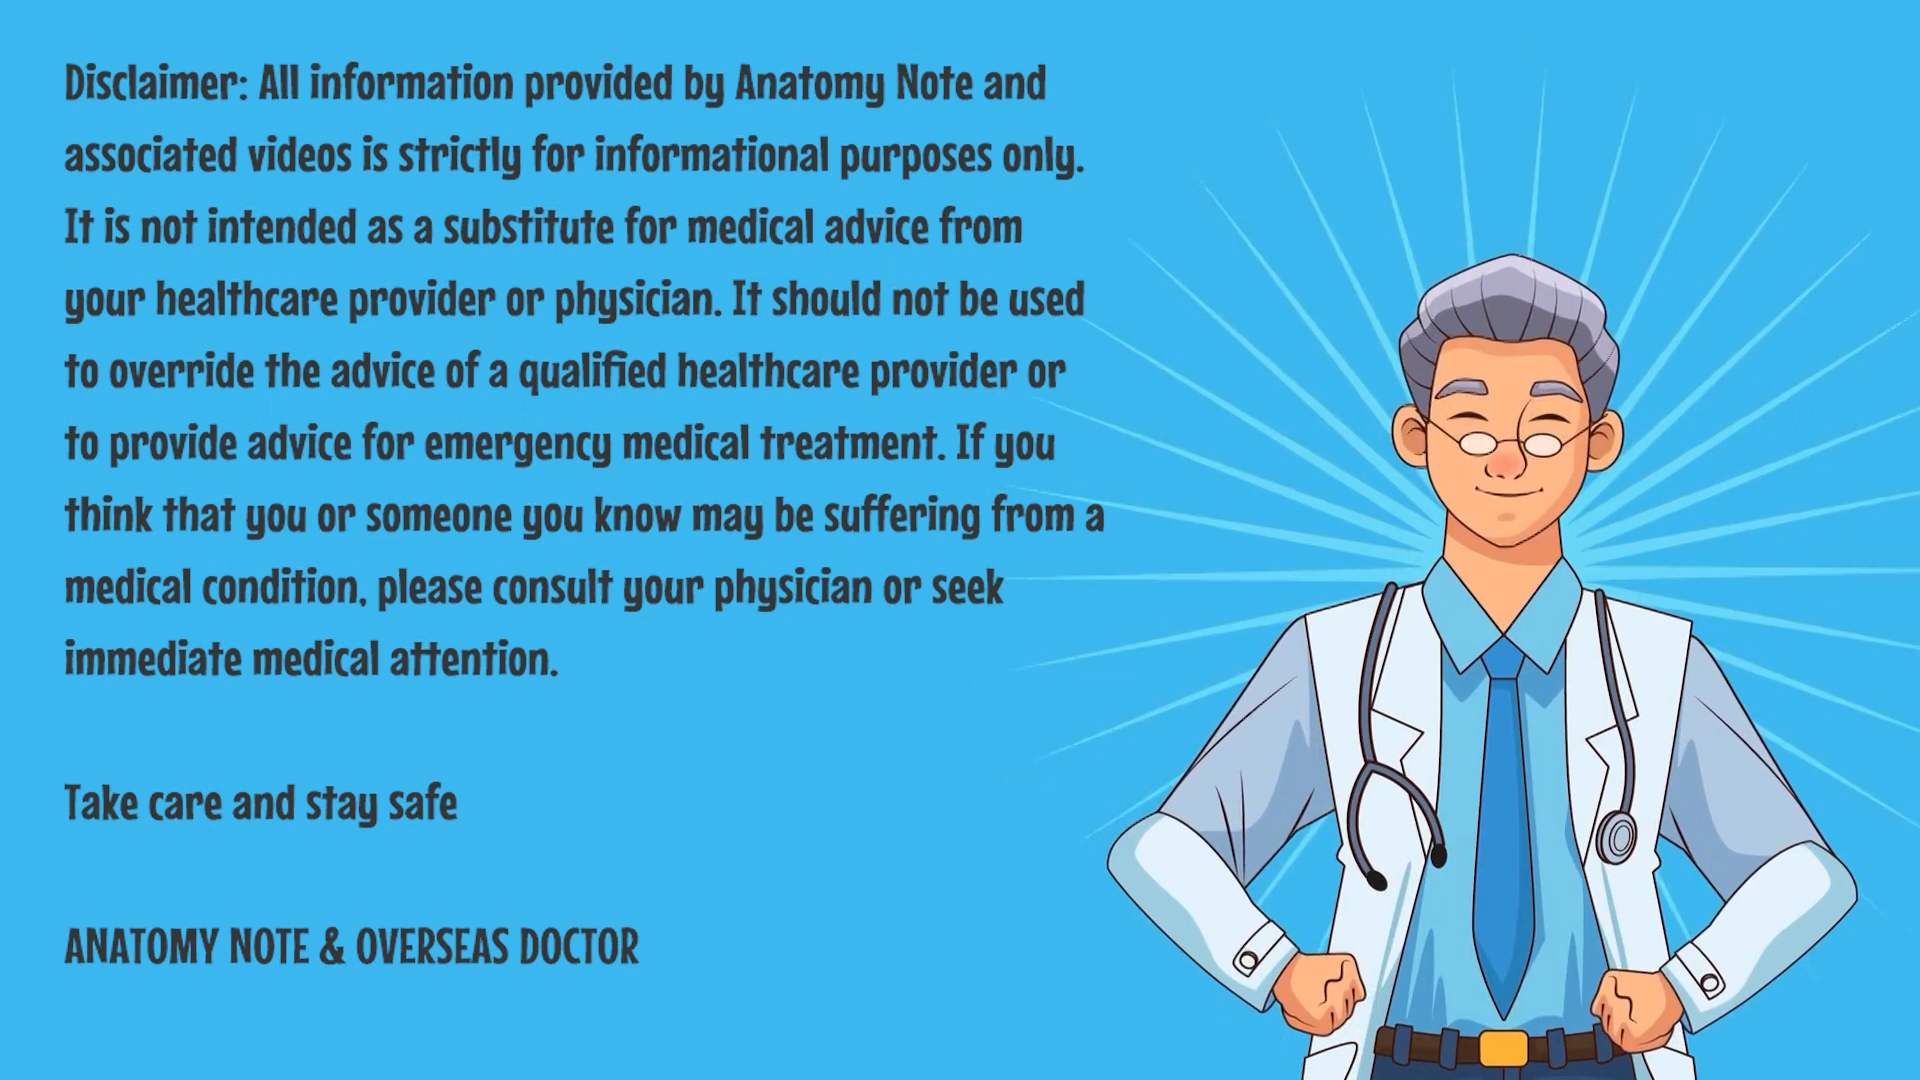 Disclaimer: All information provided by Anatomy Note and
associated videos is strictly for informational purposes only.
It is not intended as a substitute for medical advice from
your healthcare provider or physician. It should not be used
to override the advice of a qualified healthcare provider or
to provide advice for emergency medical treatment. If you
think that you or someone you know may be suffering from a
medical condition, please consult your physician or seek
immediate medical attention.
Take care and stay safe
ANATOMY NOTE & OVERSEAS DOCTOR